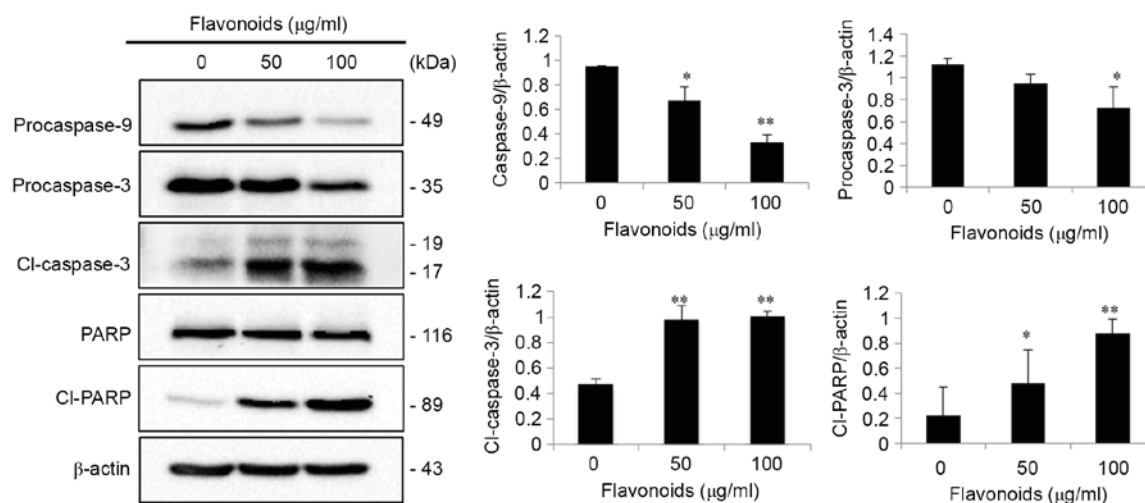 Flavonoids (μg/ml)
0 50 100 (kDa)
Procaspase-9 - 49
Procaspase-3 - 35
Cl-caspase-3 - 19
- 17
PARP - 116
Cl-PARP - 89
β-actin - 43
Caspase-9/β-actin
1.2
1
0.8
0.6
0.4
0.2
0
*
**
0 50 100
Flavonoids (μg/ml)
Procaspase-3/β-actin
1.4
1.2
1
0.8
0.6
1.4
1.2
0
*
0 50 100
Flavonoids (μg/ml)
Cl-caspase-3/β-actin
1.2
1
0.8
0.6
0.4
0.2
0
**
**
0 50 100
Flavonoids (μg/ml)
Cl-PARP/β-actin
1.2
1
0.8
0.6
0.4
0.2
0
*
**
0 50 100
Flavonoids (μg/ml)